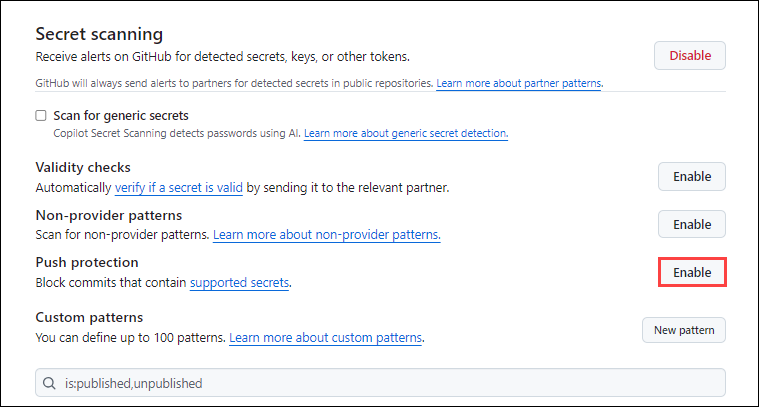 Secret scanning
Receive alerts on GitHub for detected secrets, keys, or other tokens.
Disable
GitHub will always send alerts to partners for detected secrets in public repositories. Learn more about partner patterns.
Scan for generic secrets
Copilot Secret Scanning detects passwords using AI. Learn more about generic secret detection.
Validity checks
Automatically verify if a secret is valid by sending it to the relevant partner.
Enable
Non-provider patterns
Scan for non-provider patterns. Learn more about non-provider patterns.
Enable
Push protection
Block commits that contain supported secrets.
Enable
Custom patterns
You can define up to 100 patterns. Learn more about custom patterns.
New pattern
is:published,unpublished